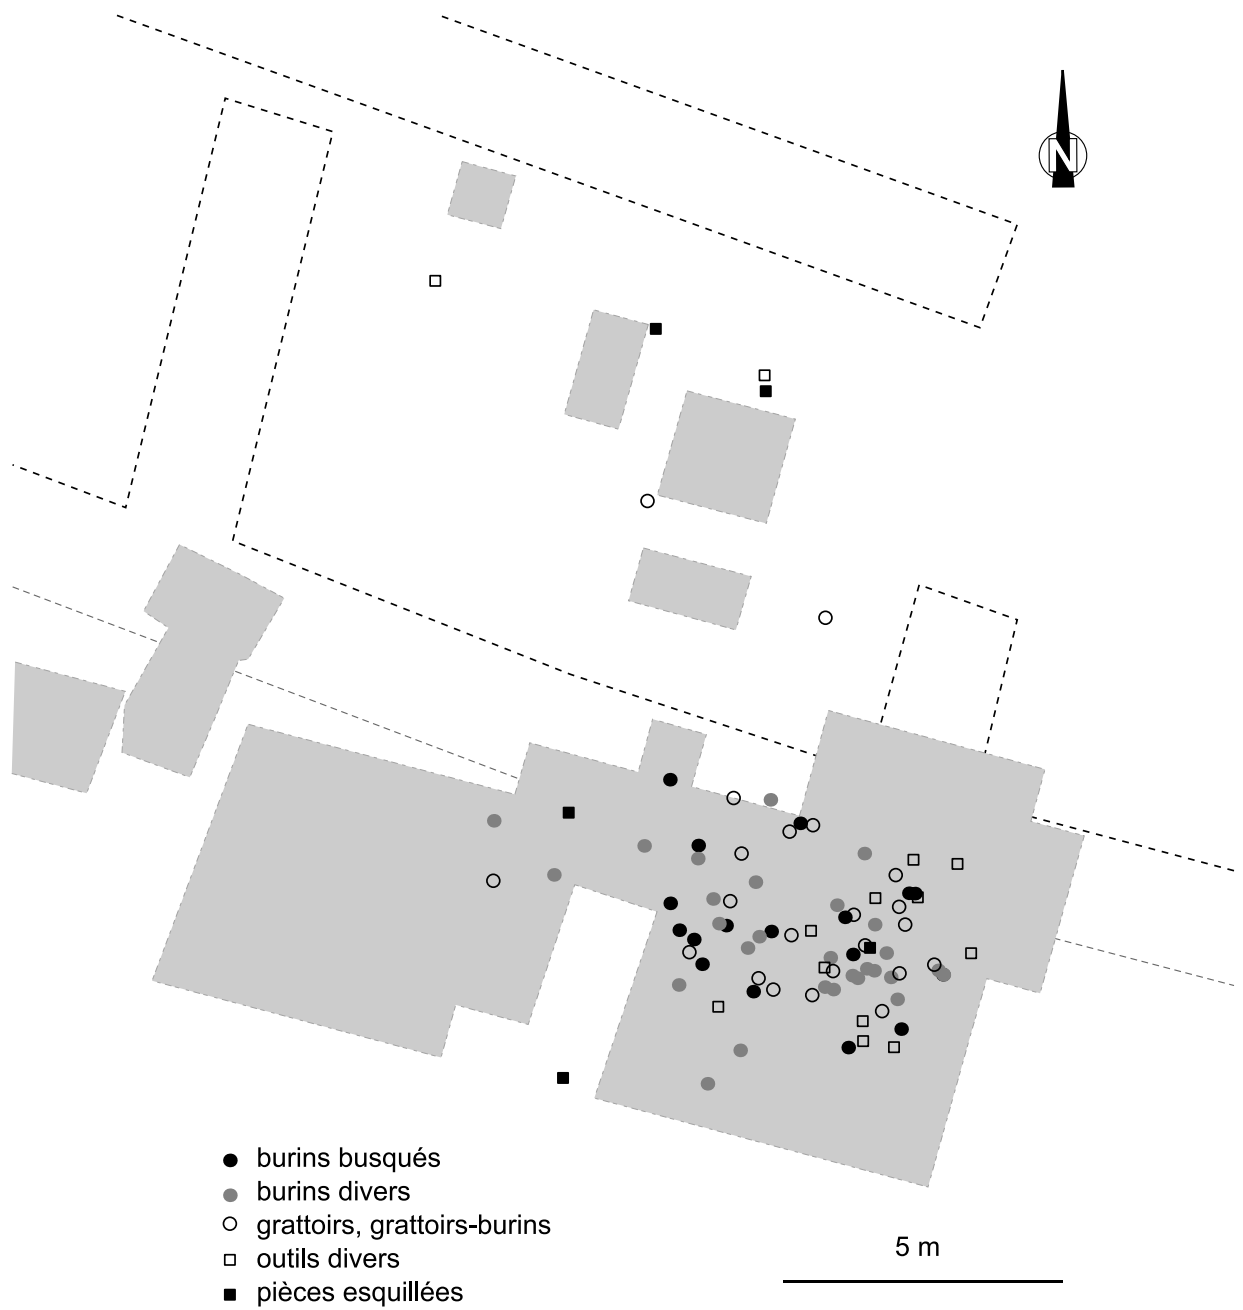 N
burins busqués
burins divers
grattoirs, grattoirs-burins
outils divers
pièces esquillées
5 m